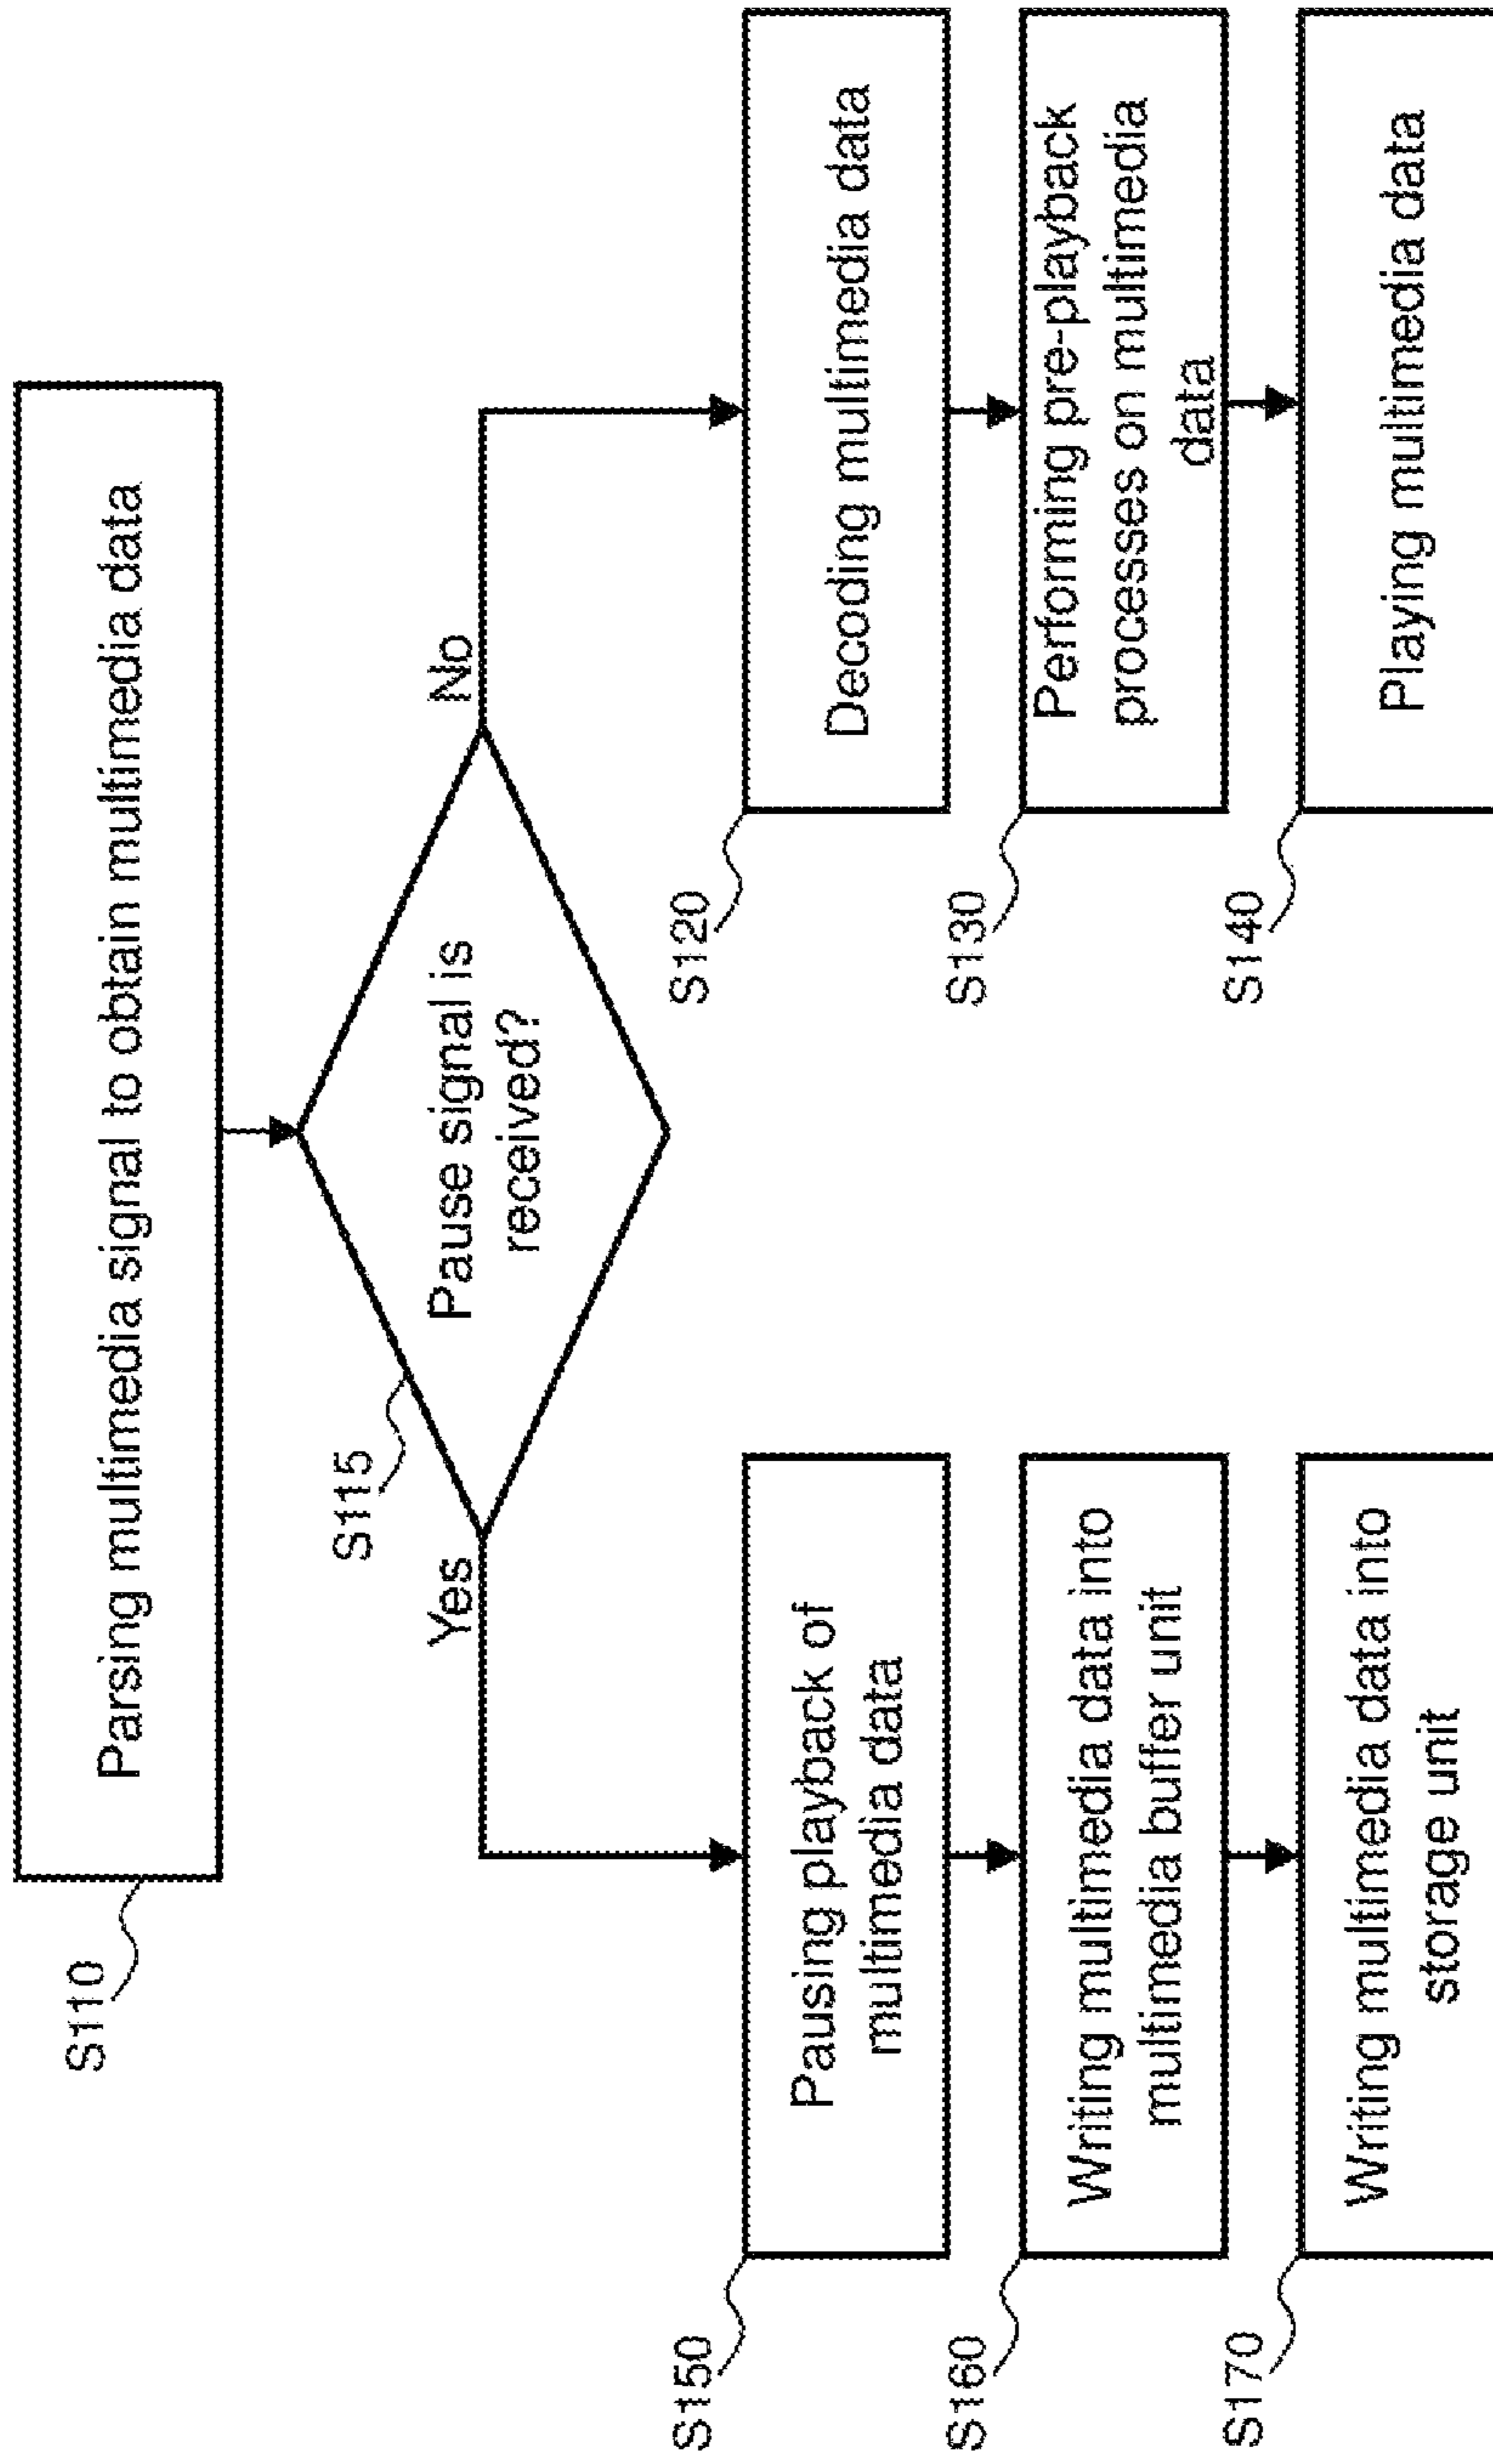 S110
Parsing multimedia signal to obtain multimedia data
S115
Pause signal is
received?
Yes
No
S150
Pausing playback of
multimedia data
S160
Writing multimedia data into
multimedia buffer unit
S170
Writing multimedia data into
storage unit
S120
Decoding multimedia data
S130
Performing pre-playback
processes on multimedia
data
S140
Playing multimedia data